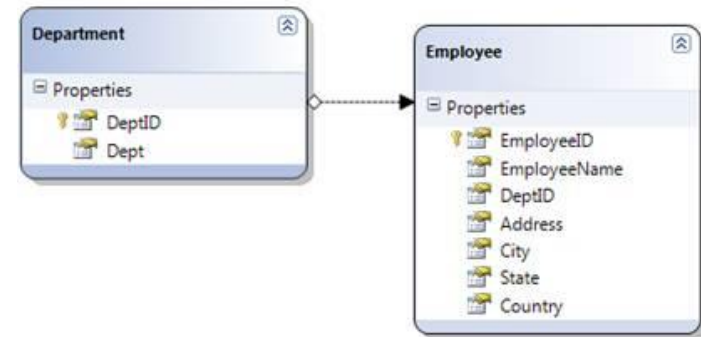 Department
Properties
DeptID
Dept
Employee
Properties
EmployeeID
EmployeeName
DeptID
Address
City
State
Country